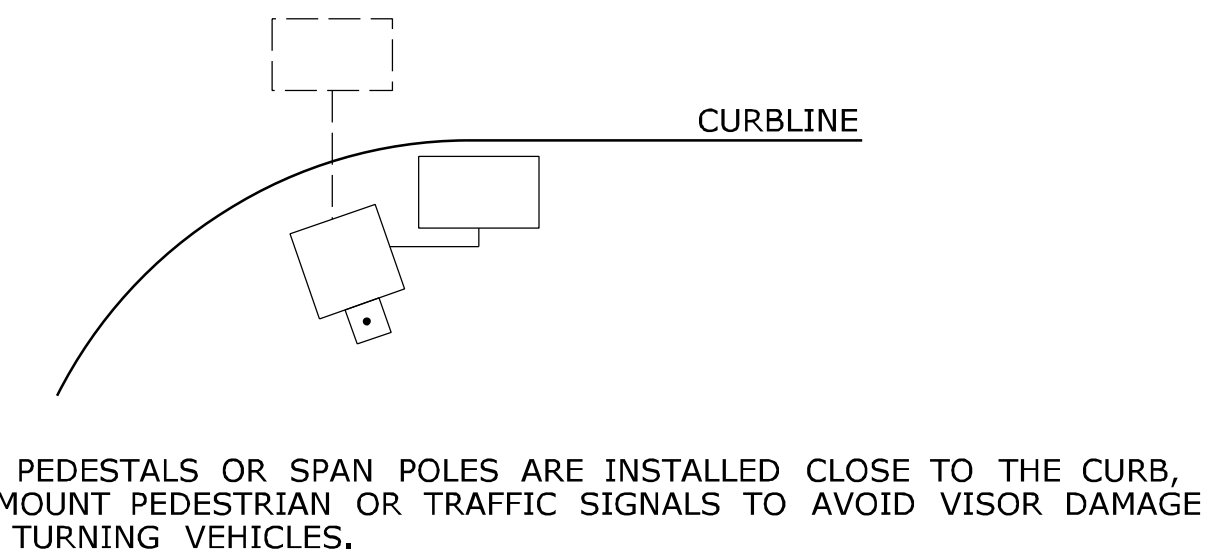 CURBLINE
PEDESTALS OR SPAN POLES ARE INSTALLED CLOSE TO THE CURB,
MOUNT PEDESTRIAN OR TRAFFIC SIGNALS TO AVOID VISOR DAMAGE
TURNING VEHICLES.